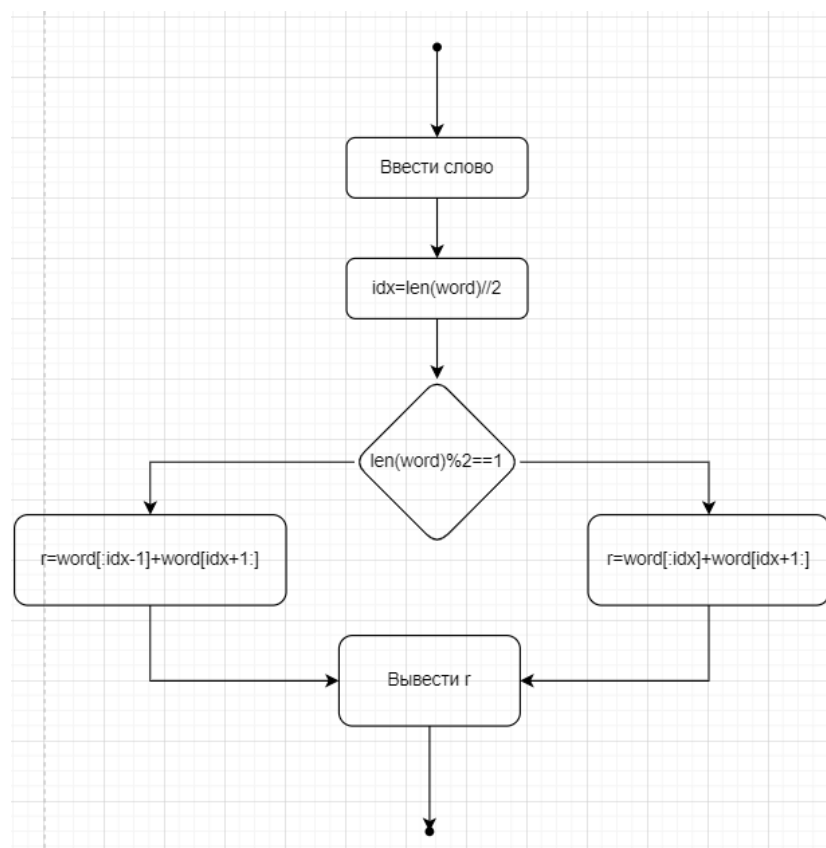 Ввести слово
idx=len(word)//2
len(word)%2==1
r=word[:idx-1]+word[idx+1:]
r=word[:idx]+word[idx+1:]
Вывести r